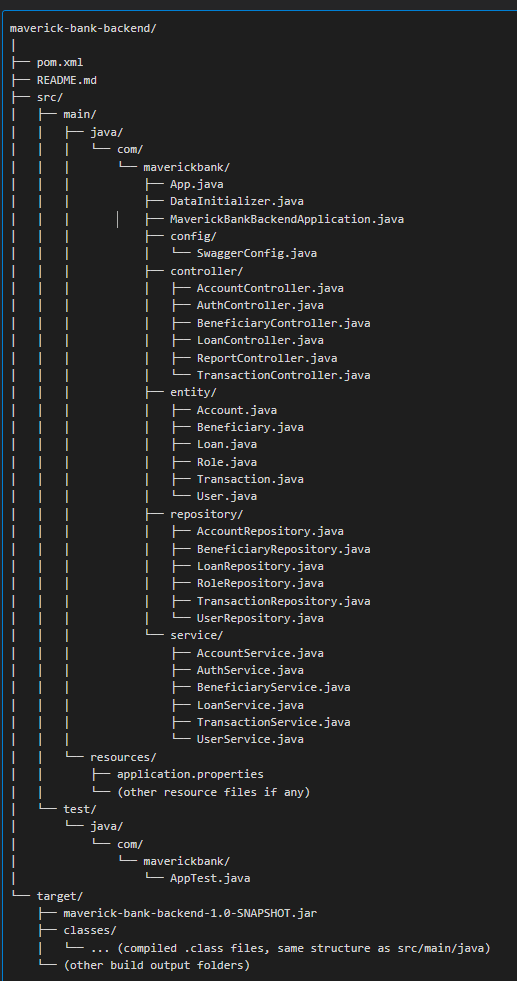 maverick-bank-backend/
│
├── pom.xml
├── README.md
├── src/
│   ├── main/
│   │   ├── java/
│   │   │   └── com/
│   │   │       └── maverickbank/
│   │   │           ├── App.java
│   │   │           ├── DataInitializer.java
│   │   │           ├── MaverickBankBackendApplication.java
│   │   │           ├── config/
│   │   │           │   └── SwaggerConfig.java
│   │   │           ├── controller/
│   │   │           │   ├── AccountController.java
│   │   │           │   ├── AuthController.java
│   │   │           │   ├── BeneficiaryController.java
│   │   │           │   ├── LoanController.java
│   │   │           │   ├── ReportController.java
│   │   │           │   └── TransactionController.java
│   │   │           ├── entity/
│   │   │           │   ├── Account.java
│   │   │           │   ├── Beneficiary.java
│   │   │           │   ├── Loan.java
│   │   │           │   ├── Role.java
│   │   │           │   ├── Transaction.java
│   │   │           │   └── User.java
│   │   │           ├── repository/
│   │   │           │   ├── AccountRepository.java
│   │   │           │   ├── BeneficiaryRepository.java
│   │   │           │   ├── LoanRepository.java
│   │   │           │   ├── RoleRepository.java
│   │   │           │   ├── TransactionRepository.java
│   │   │           │   └── UserRepository.java
│   │   │           └── service/
│   │   │               ├── AccountService.java
│   │   │               ├── AuthService.java
│   │   │               ├── BeneficiaryService.java
│   │   │               ├── LoanService.java
│   │   │               ├── TransactionService.java
│   │   │               └── UserService.java
│   │   └── resources/
│   │       ├── application.properties
│   │       └── (other resource files if any)
│   └── test/
│       └── java/
│           └── com/
│               └── maverickbank/
│                   └── AppTest.java
└── target/
    ├── maverick-bank-backend-1.0-SNAPSHOT.jar
    ├── classes/
    │   └── ... (compiled .class files, same structure as src/main/java)
    └── (other build output folders)